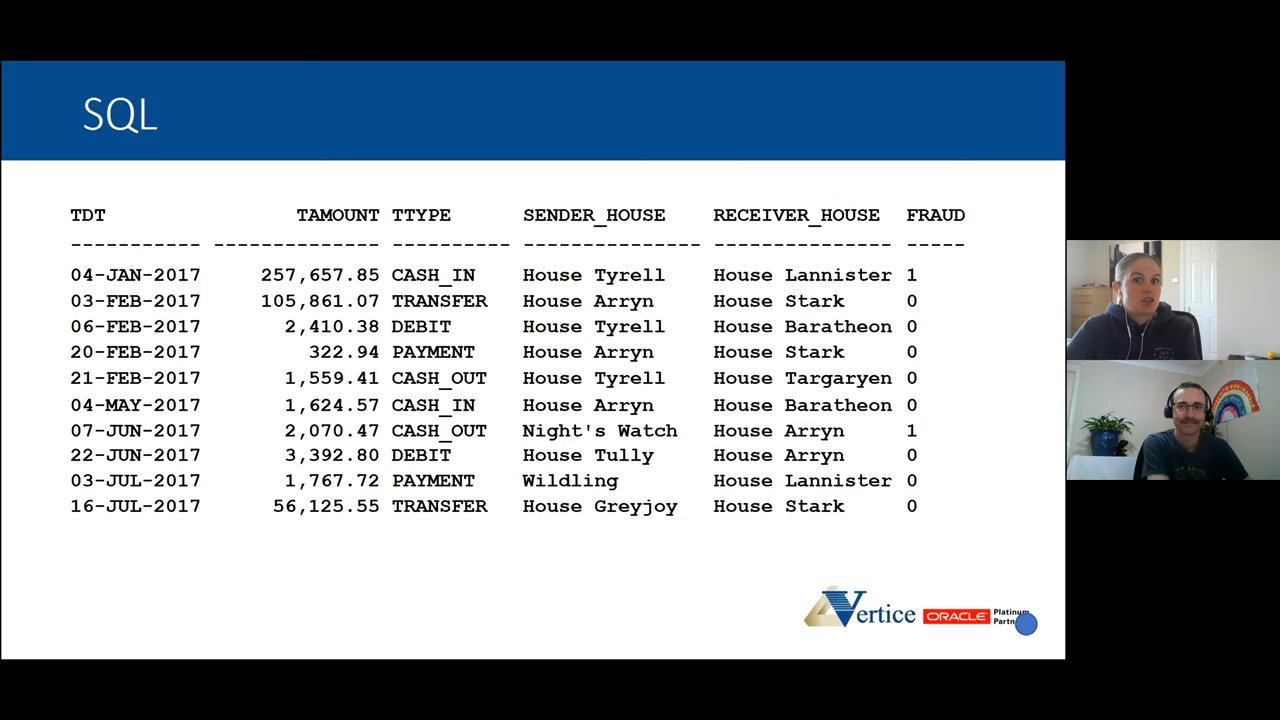 SQL
TDT TAMOUNT TTYPE SENDER_HOUSE RECEIVER_HOUSE FRAUD
----------- -------------- ---------- --------------- --------------- -----
04-JAN-2017 257,657.85 CASH_IN House Tyrell House Lannister 1
03-FEB-2017 105,861.07 TRANSFER House Arryn House Stark 0
06-FEB-2017 2,410.38 DEBIT House Tyrell House Baratheon 0
20-FEB-2017 322.94 PAYMENT House Arryn House Stark 0
21-FEB-2017 1,559.41 CASH_OUT House Tyrell House Targaryen 0
04-MAY-2017 1,624.57 CASH_IN House Arryn House Baratheon 0
07-JUN-2017 2,070.47 CASH_OUT Night's Watch House Arryn 1
22-JUN-2017 3,392.80 DEBIT House Tully House Arryn 0
03-JUL-2017 1,767.72 PAYMENT Wildling House Lannister 0
16-JUL-2017 56,125.55 TRANSFER House Greyjoy House Stark 0
Vertice ORACLE Platinum